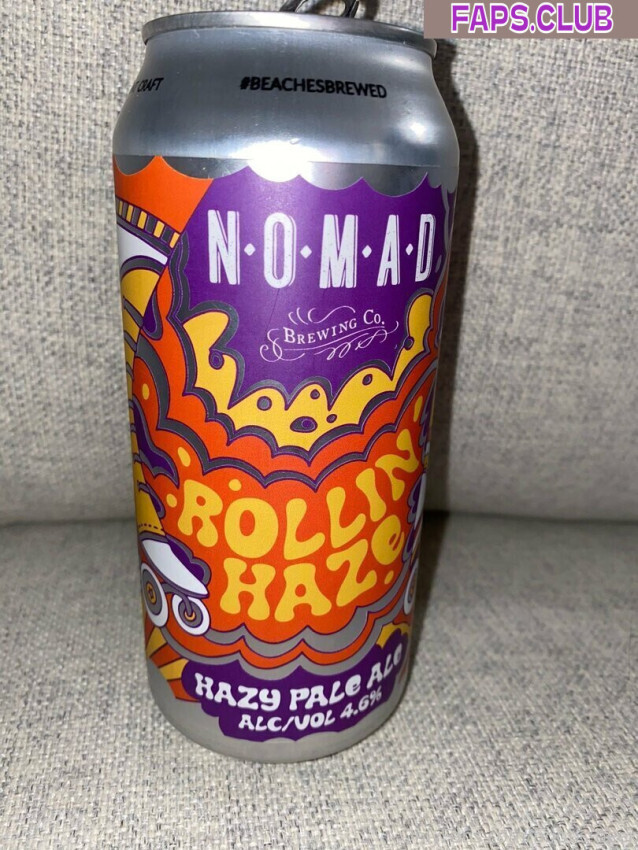 FAPS.CLUB
CRAFT
#BEACHESBREWED
N·O·M·A·D
BREWING CO.
ROLLIN'
HAZe
HAZY PALe ALe
ALC/VOL 4.6%